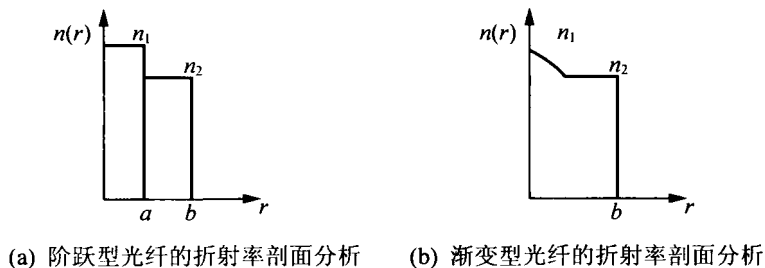 n(r)
n1
n2
a
b
r
n(r)
n1
n2
b
r
(a) 阶跃型光纤的折射率剖面分析
(b) 渐变型光纤的折射率剖面分析